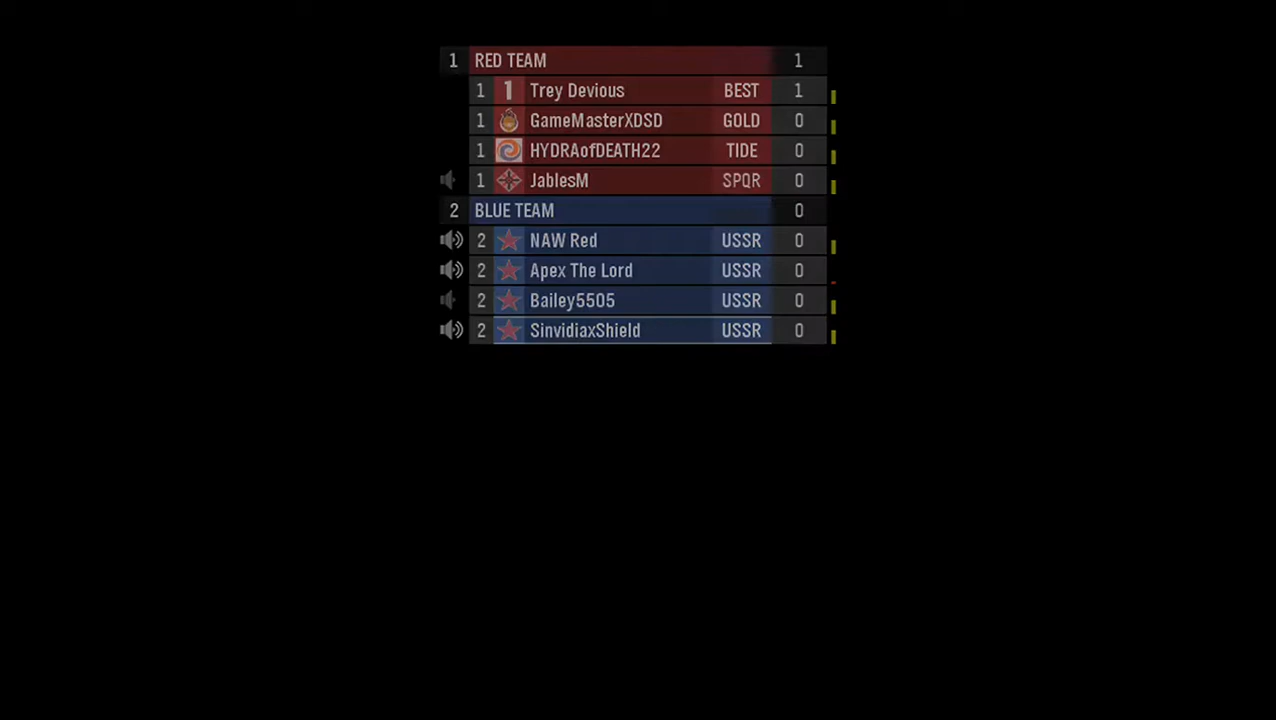 1 RED TEAM 1
1 1 Trey Devious BEST 1
1 GameMasterXDSD GOLD 0
1 HYDRAofDEATH22 TIDE 0
1 JablesM SPQR 0
2 BLUE TEAM 0
2 NAW Red USSR 0
2 Apex The Lord USSR 0
2 Bailey5505 USSR 0
2 SinvidiaxShield USSR 0